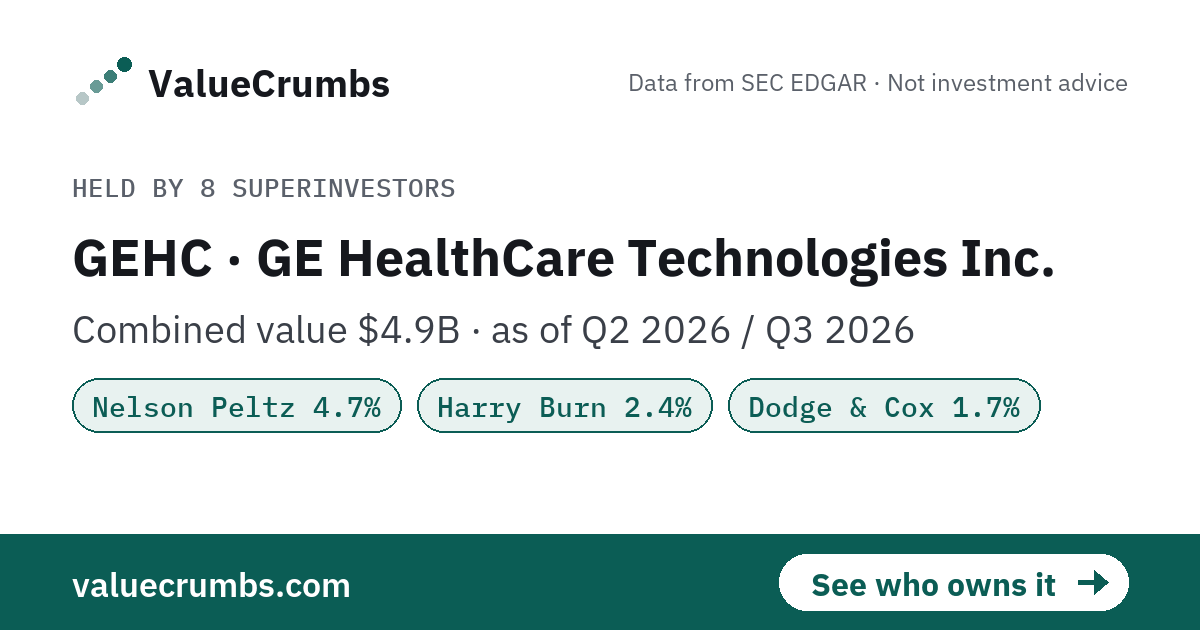 ValueCrumbs
Data from SEC EDGAR · Not investment advice
HELD BY 8 SUPERINVESTORS
GEHC · GE HealthCare Technologies Inc.
Combined value $4.9B · as of Q2 2026 / Q3 2026
Nelson Peltz 4.7%
Harry Burn 2.4%
Dodge & Cox 1.7%
valuecrumbs.com
See who owns it →